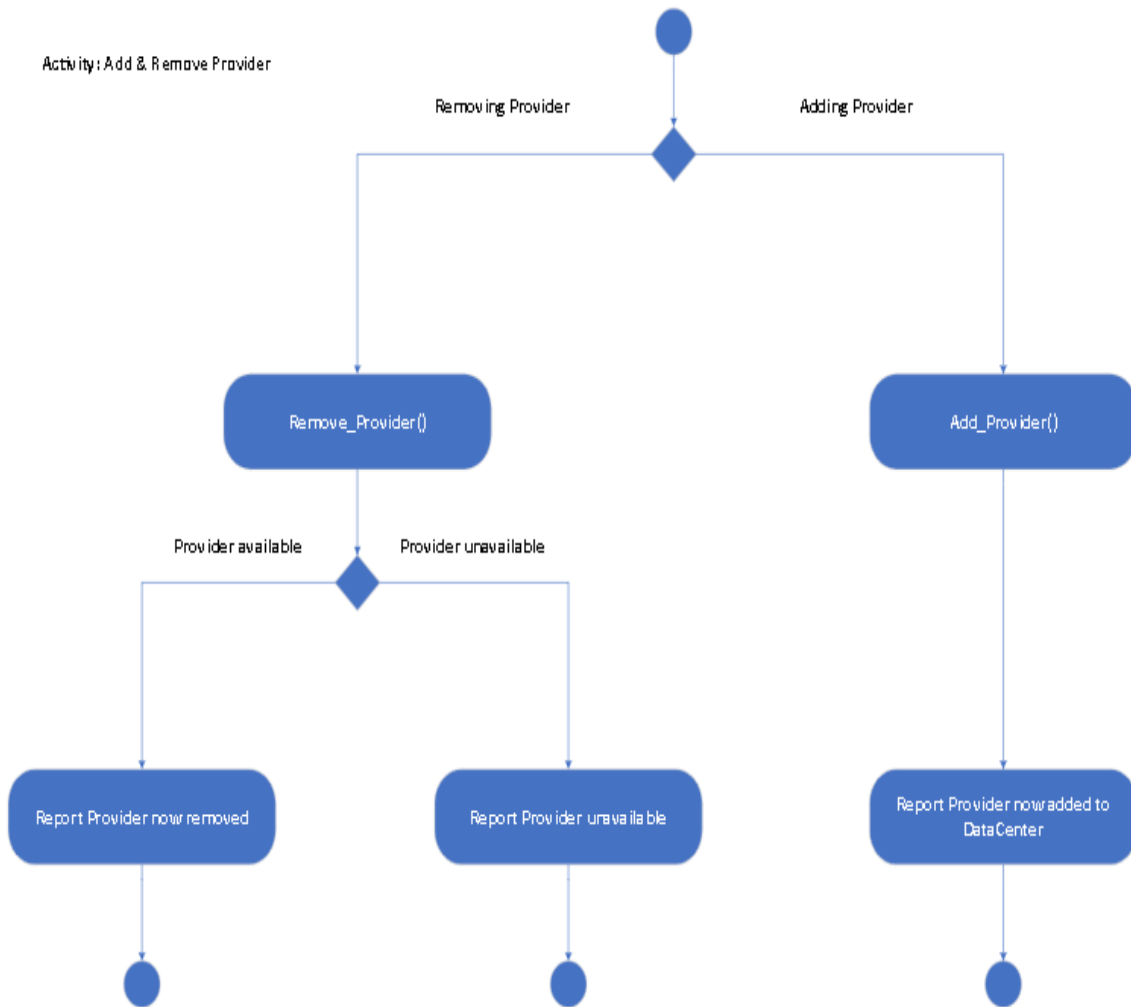 Activity: Add & Remove Provider
Removing Provider
Adding Provider
Remove_Provider()
Add_Provider()
Provider available
Provider unavailable
Report Provider now removed
Report Provider unavailable
Report Provider now added to
DataCenter